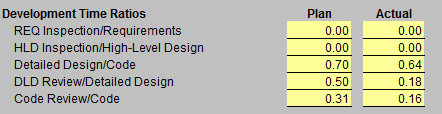 Development Time Ratios Plan Actual
REQ Inspection/Requirements 0.00 0.00
HLD Inspection/High-Level Design 0.00 0.00
Detailed Design/Code 0.70 0.64
DLD Review/Detailed Design 0.50 0.18
Code Review/Code 0.31 0.16